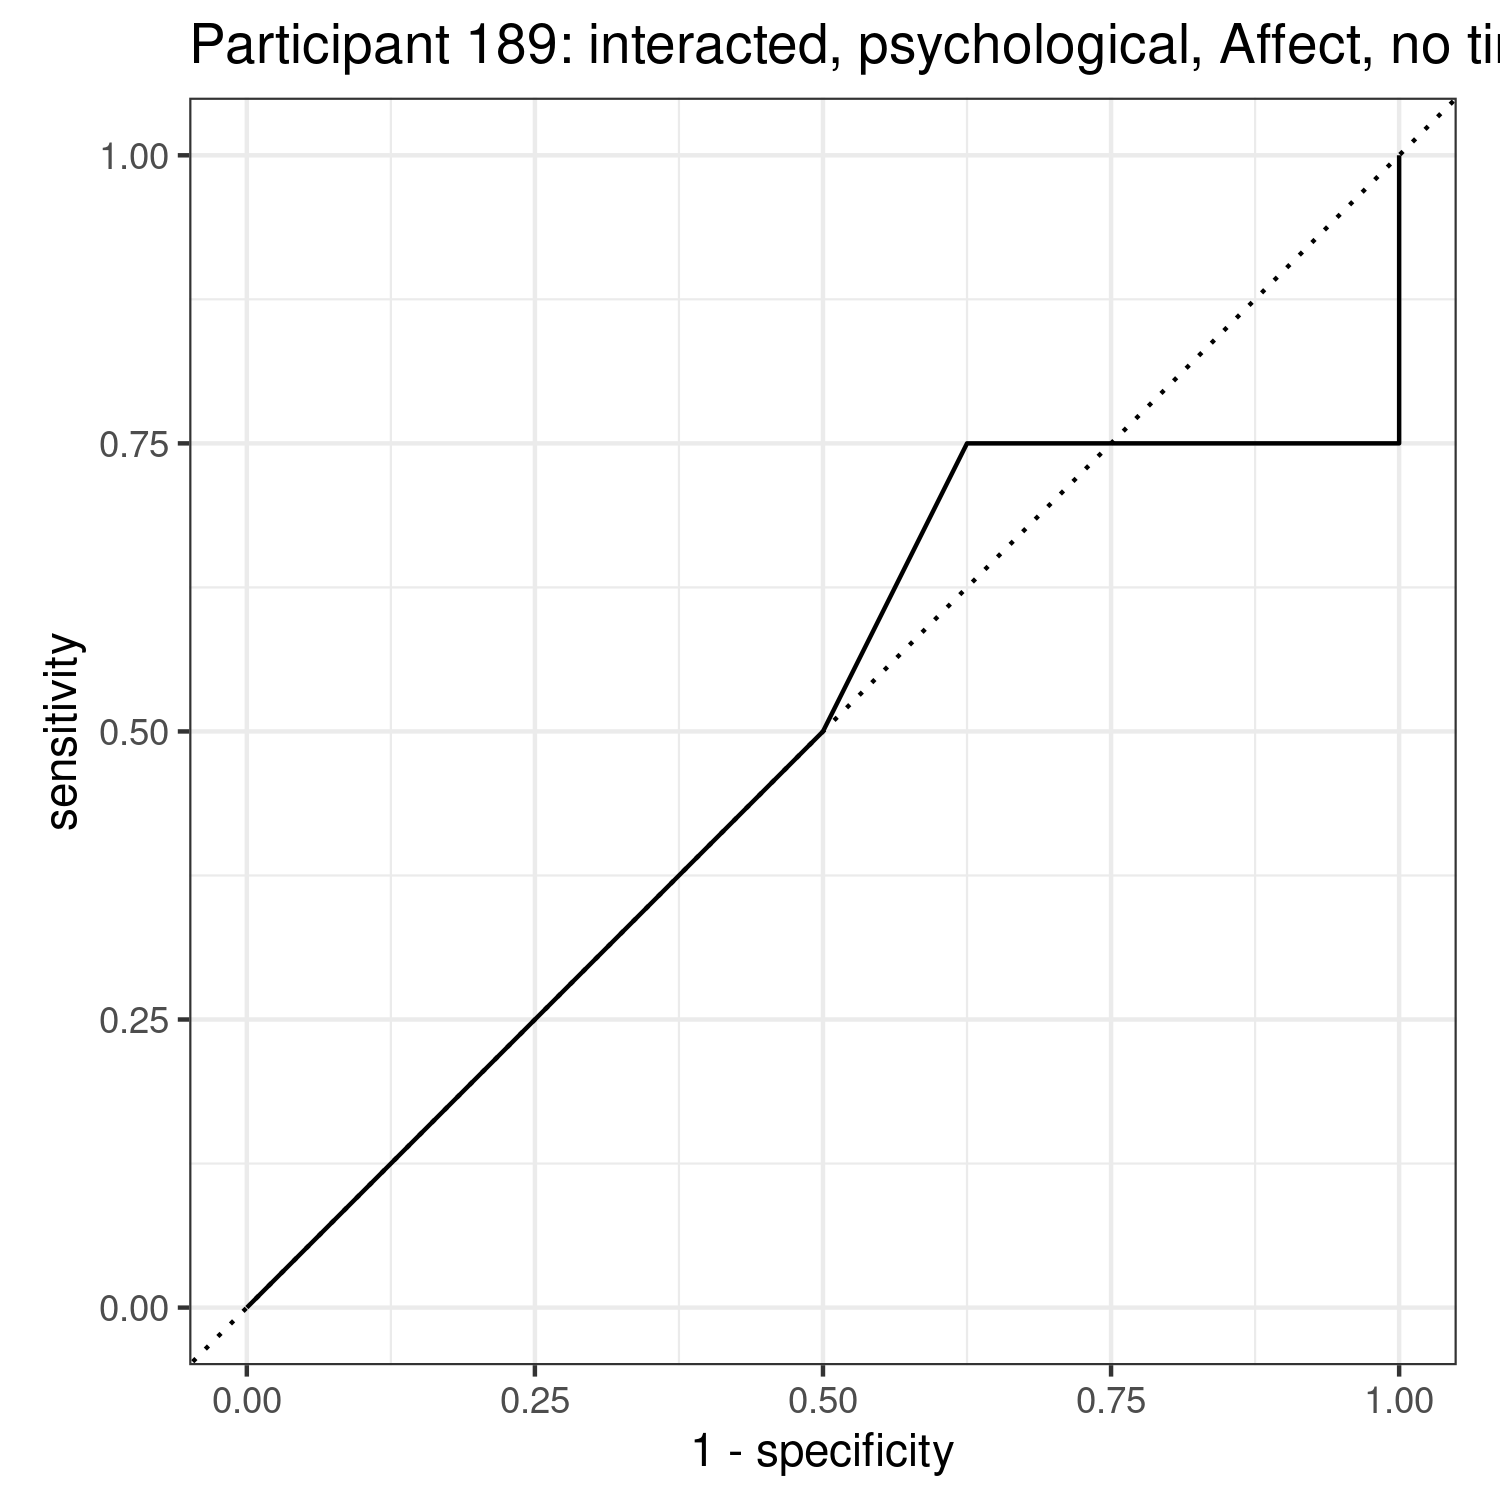 Participant 189: interacted, psychological, Affect, no
1.00
0.75
0.50
0.25
0.00
sensitivity
0.00 0.25 0.50 0.75 1.00
1 - specificity